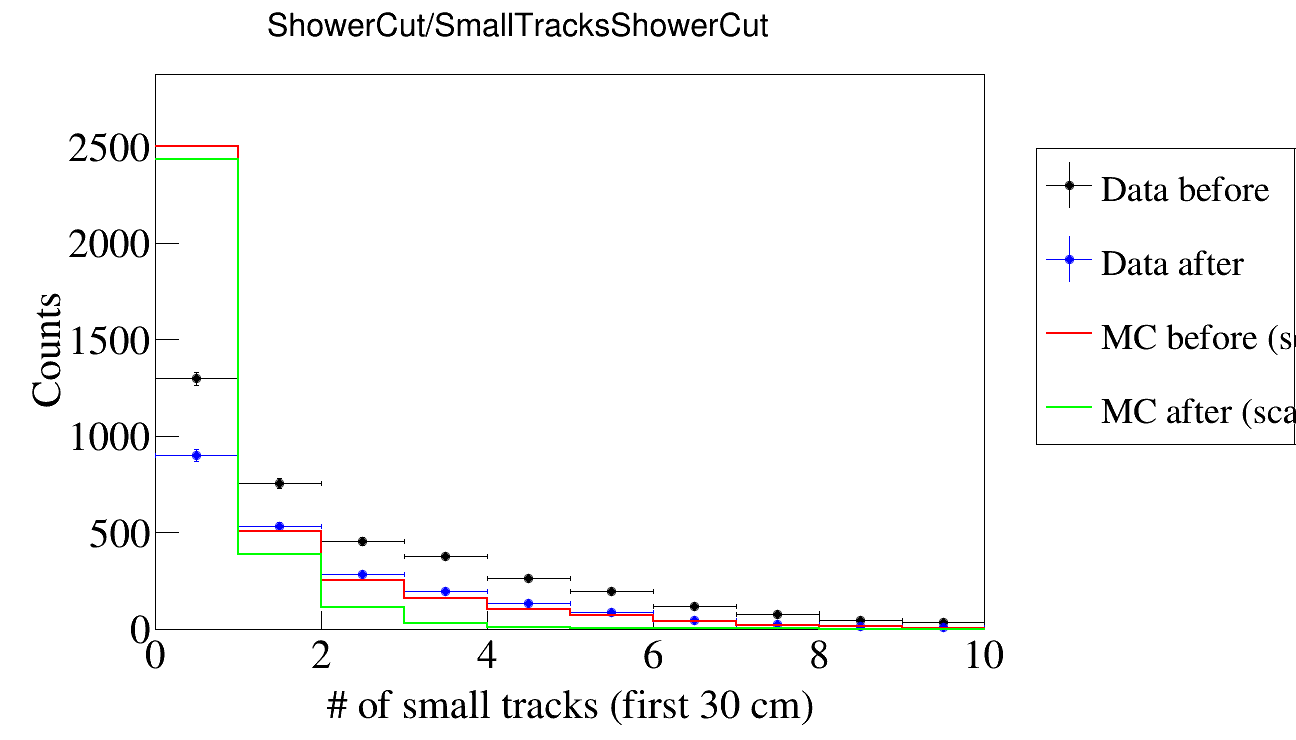 ShowerCut/SmallTracksShowerCut
2500
2000
1500
1000
500
0
Counts
0 2 4 6 8 10
# of small tracks (first 30 cm)
Data before
Data after
MC before (s
MC after (sca